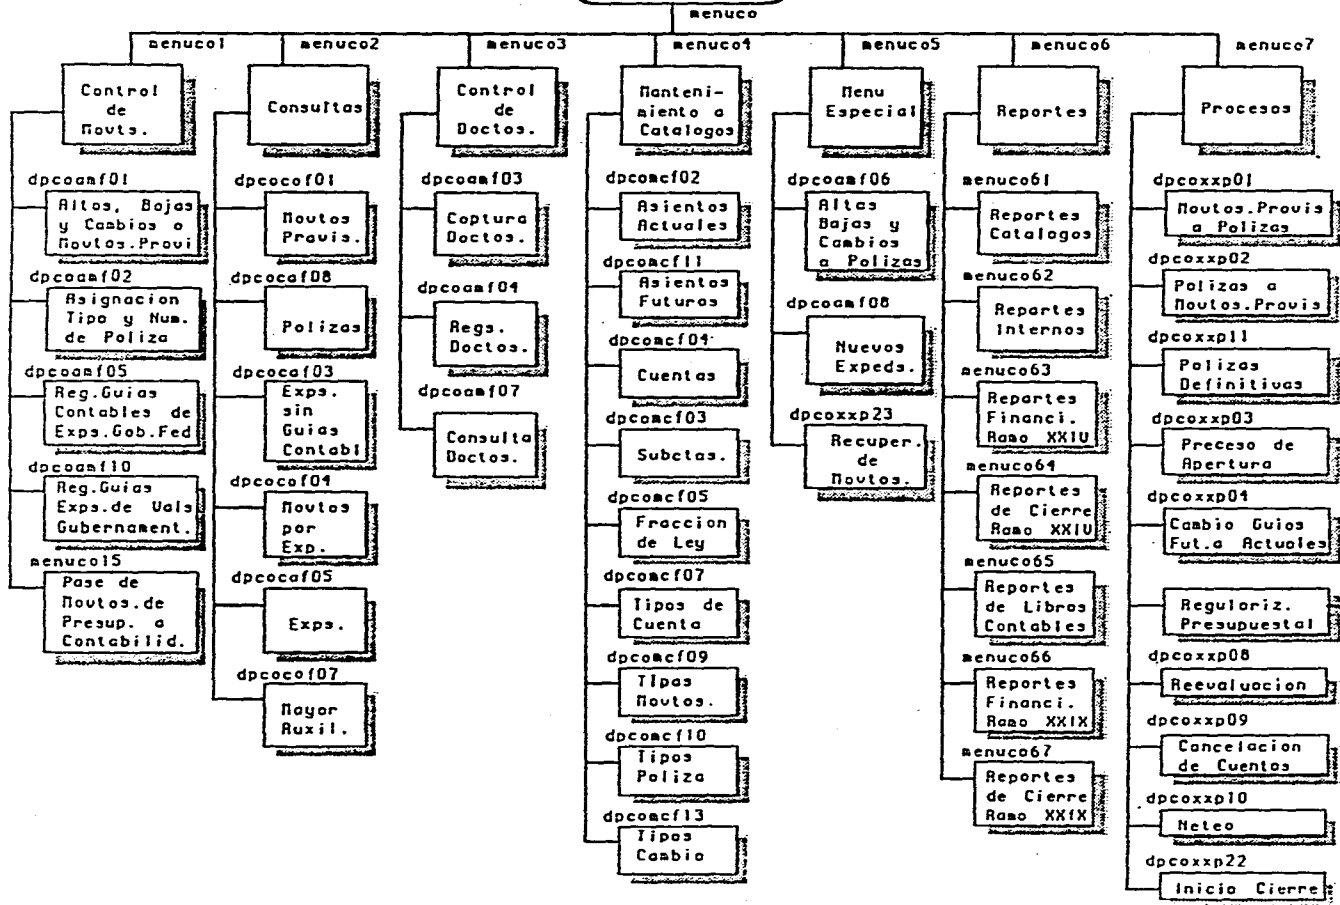 menuco
menuco1
menuco2
menuco3
menuco4
menuco5
menuco6
menuco7
Control
de
Movts.
Consultas
Control
de
Doctos.
Manteni-
miento a
Catalogos
Menu
Especial
Reportes
Procesos
dpcoamf01
Altas, Bajas
y Cambios a
Movtos.Provi
dpcoamf02
Asignacion
Tipo y Num.
de Poliza
dpcoamf05
Reg.Guias
Contables de
Exps.Gob.Fed
dpcoamf10
Reg.Guias
Exps.de Vals
Gubernament.
menuco15
Pase de
Movtos.de
Presup. a
Contabilid.
dpcocof01
Movtos
Provis.
dpcocaf08
Polizas
dpcocaf03
Exps.
sin
Guias
Contabl
dpcocof04
Movtos
por
Exp.
dpcocaf05
Exps.
dpcocof07
Mayor
Auxil.
dpcoamf03
Captura
Doctos.
dpcoamf04
Regs.
Doctos.
dpcoamf07
Consulta
Doctos.
dpcomcf02
Asientos
Actuales
dpcomcf11
Asientos
Futuros
dpcomcf04
Cuentas
dpcomcf03
Subctas.
dpcomcf05
Fraccion
de Ley
dpcomcf07
Tipos de
Cuenta
dpcomcf09
Tipos
Movtos.
dpcomcf10
Tipos
Poliza
dpcomcf13
Tipos
Cambio
dpcoamf06
Altas
Bajas y
Cambios
a Polizas
dpcoamf08
Nuevos
Expeds.
dpcoxxp23
Recuper.
de
Movtos.
menuco61
Reportes
Catalogos
menuco62
Reportes
Internos
menuco63
Reportes
Financi.
Ramo XXIV
menuco64
Reportes
de Cierre
Ramo XXIV
menuco65
Reportes
de Libros
Contables
menuco66
Reportes
Financi.
Ramo XXIX
menuco67
Reportes
de Cierre
Ramo XXIX
dpcoxxp01
Movtos.Provis
a Polizas
dpcoxxp02
Polizas a
Movtos.Provis
dpcoxxp11
Polizas
Definitivas
dpcoxxp03
Preceso de
Apertura
dpcoxxp04
Cambio Guias
Fut.a Actuales
Regulariz.
Presupuestal
dpcoxxp08
Reevaluacion
dpcoxxp09
Cancelacion
de Cuentas
dpcoxxp10
Neteo
dpcoxxp22
Inicio Cierre